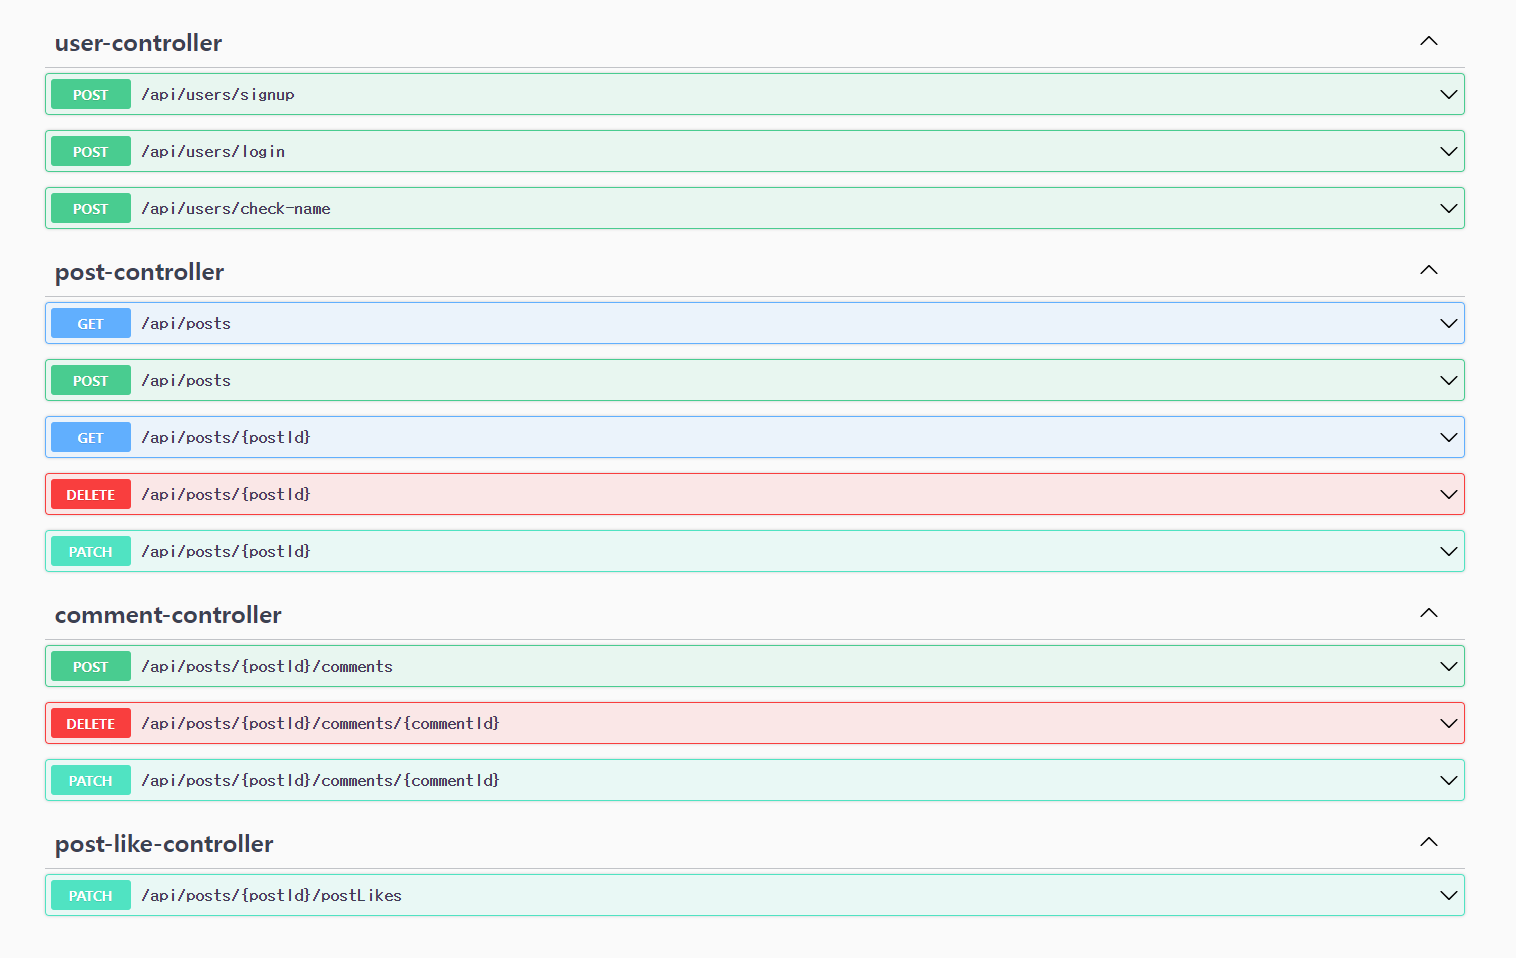 user-controller
POST /api/users/signup
POST /api/users/login
POST /api/users/check-name
post-controller
GET /api/posts
POST /api/posts
GET /api/posts/{postId}
DELETE /api/posts/{postId}
PATCH /api/posts/{postId}
comment-controller
POST /api/posts/{postId}/comments
DELETE /api/posts/{postId}/comments/{commentId}
PATCH /api/posts/{postId}/comments/{commentId}
post-like-controller
PATCH /api/posts/{postId}/postLikes